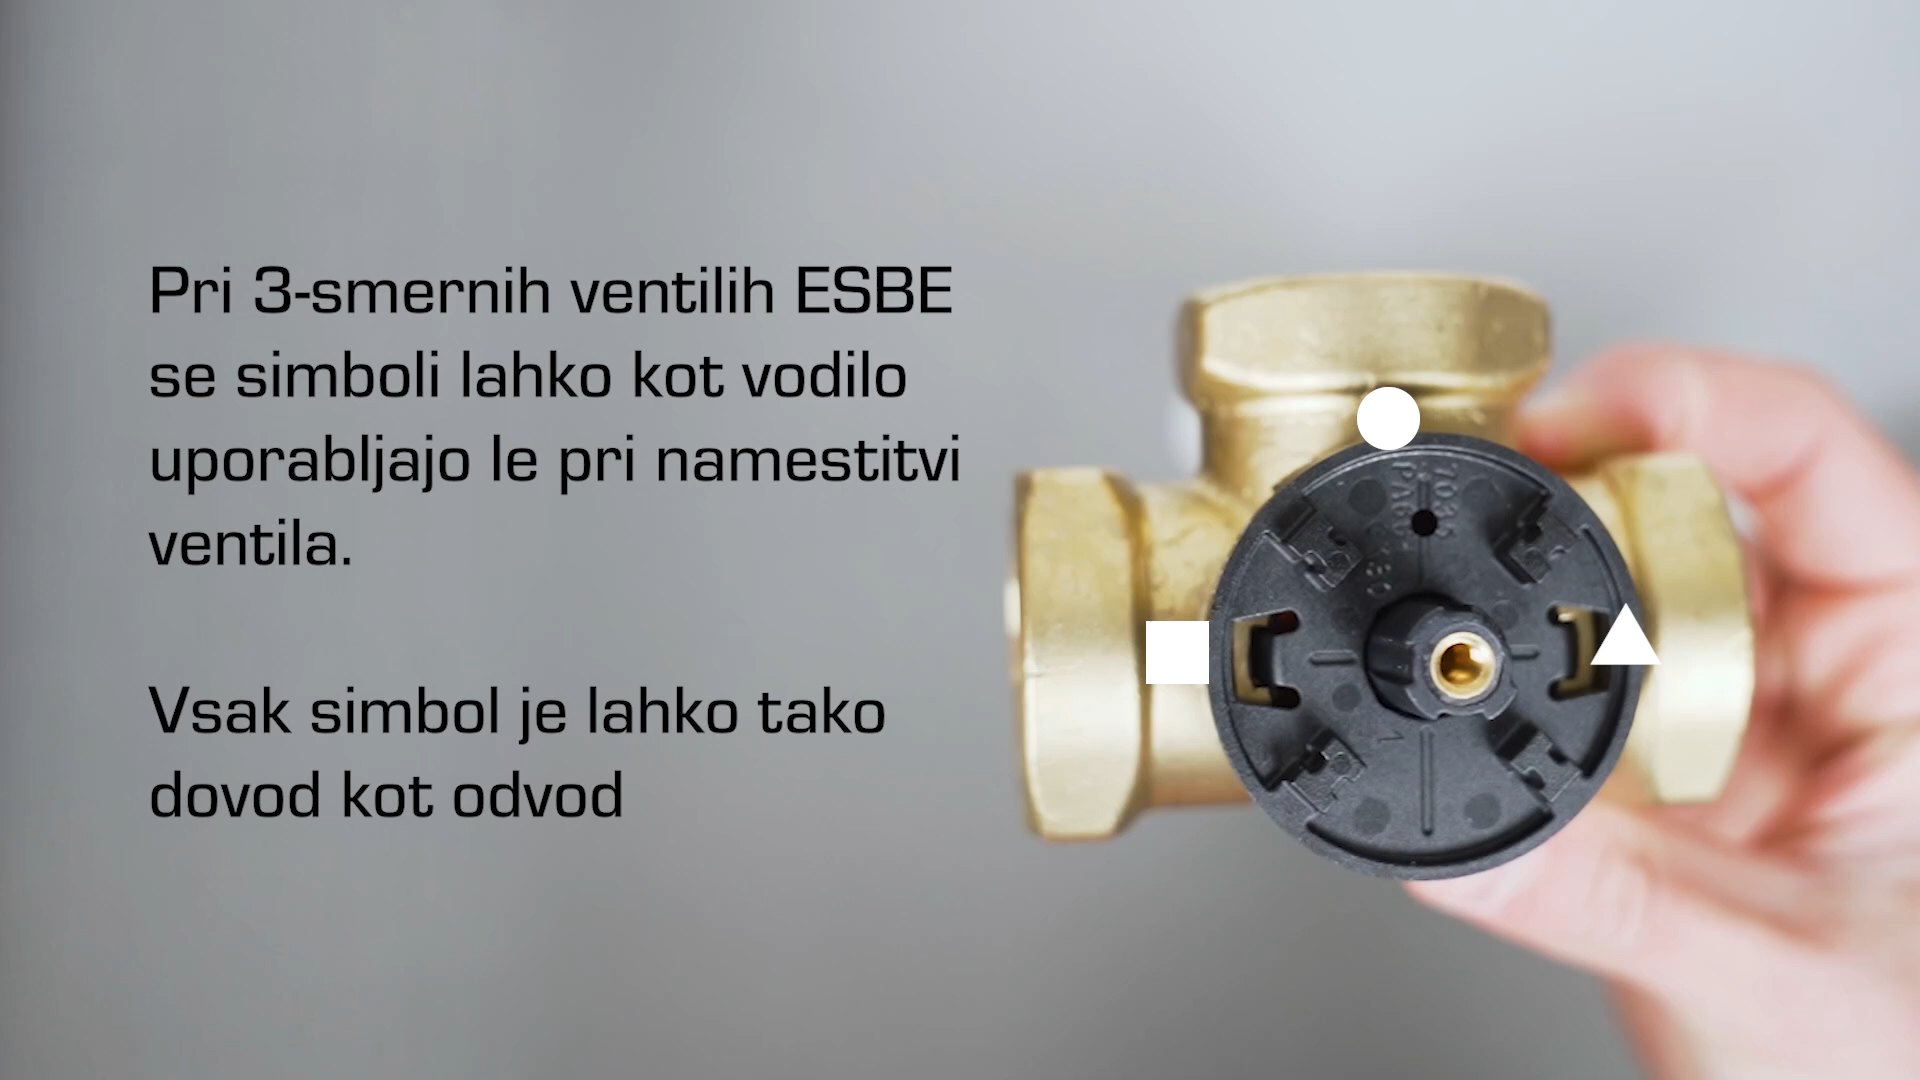 Pri 3-smernih ventilih ESBE
se simboli lahko kot vodilo
uporabljajo le pri namestitvi
ventila.
Vsak simbol je lahko tako
dovod kot odvod